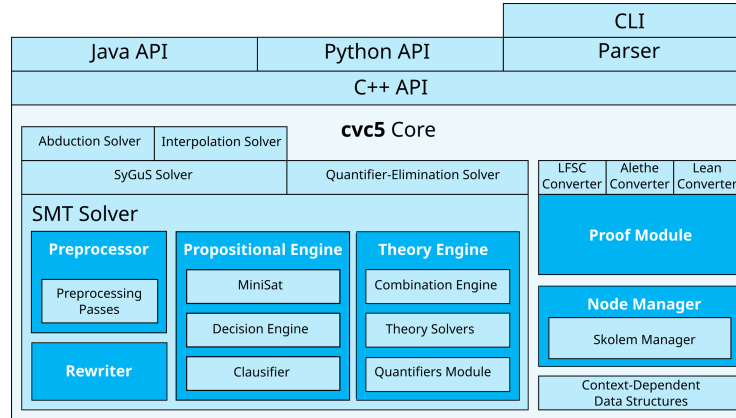 CLI
Java API
Python API
Parser
C++ API
cvc5 Core
Abduction Solver
Interpolation Solver
SyGuS Solver
Quantifier-Elimination Solver
LFSC
Converter
Alethe
Converter
Lean
Converter
SMT Solver
Preprocessor
Preprocessing
Passes
Rewriter
Propositional Engine
MiniSat
Decision Engine
Clausifier
Theory Engine
Combination Engine
Theory Solvers
Quantifiers Module
Proof Module
Node Manager
Skolem Manager
Context-Dependent
Data Structures